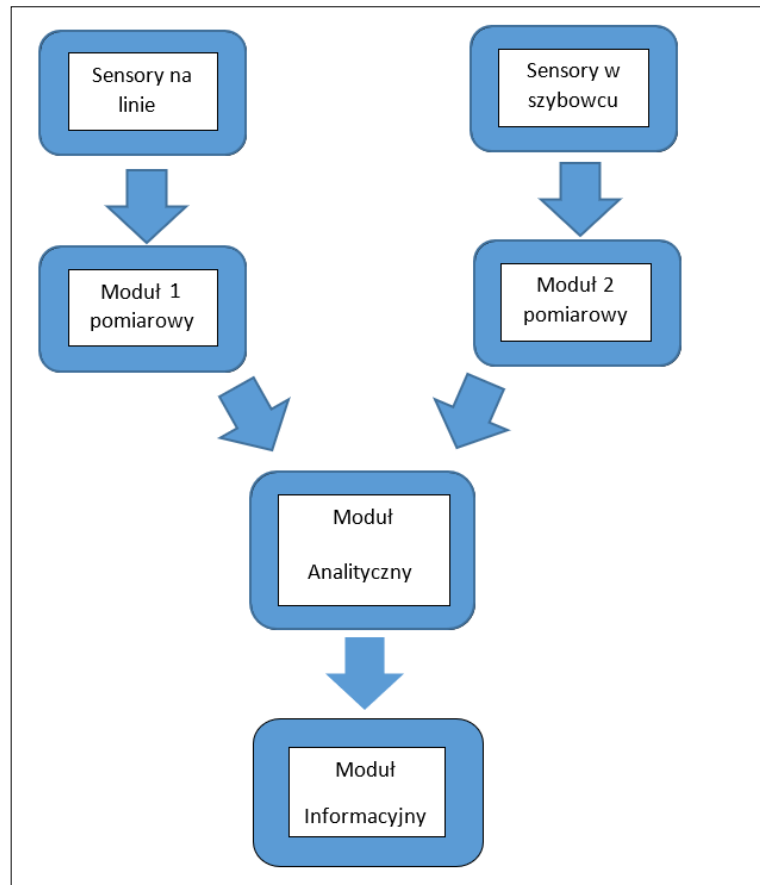 Sensory na
linie
Sensory w
szybowcu
Moduł 1
pomiarowy
Moduł 2
pomiarowy
Moduł
Analityczny
Moduł
Informacyjny